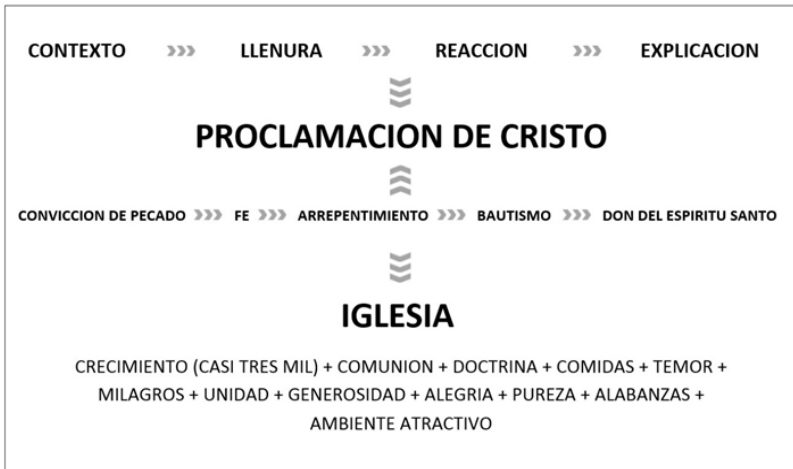 CONTEXTO >>> LLENURA >>> REACCION >>> EXPLICACION
PROCLAMACION DE CRISTO
CONVICCION DE PECADO >>> FE >>> ARREPENTIMIENTO >>> BAUTISMO >>> DON DEL ESPIRITU SANTO
IGLESIA
CRECIMIENTO (CASI TRES MIL) + COMUNION + DOCTRINA + COMIDAS + TEMOR +
MILAGROS + UNIDAD + GENEROSIDAD + ALEGRIA + PUREZA + ALABANZAS +
AMBIENTE ATRACTIVO